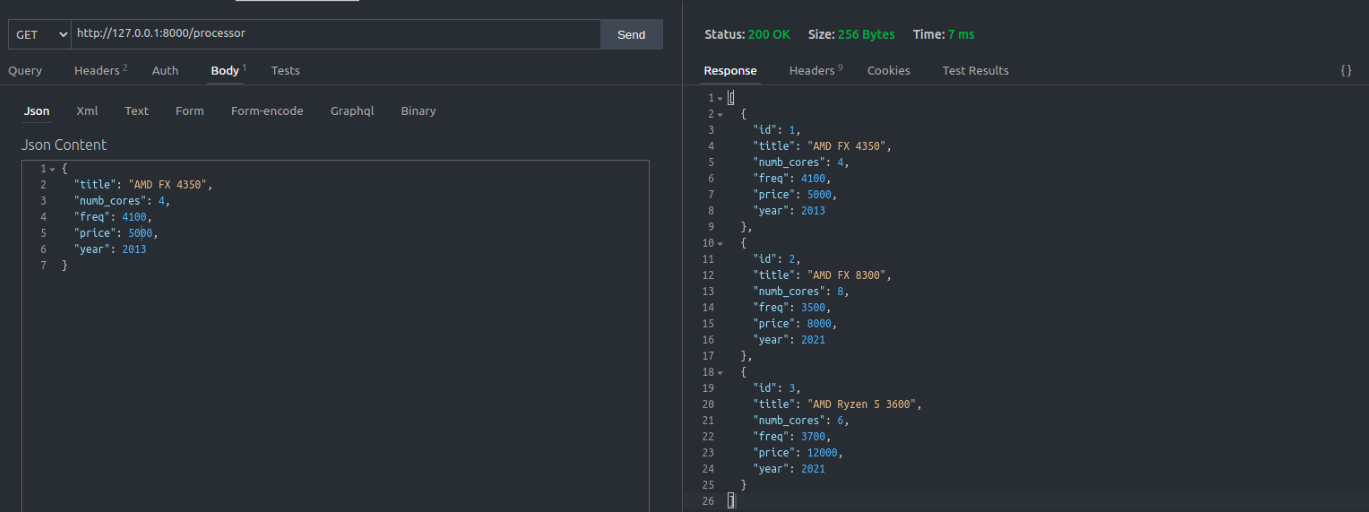 GET http://127.0.0.1:8000/processor Send
Query Headers 2 Auth Body 1 Tests
Json Xml Text Form Form-encode Graphql Binary
Json Content
1 {
2 "title": "AMD FX 4350",
3 "numb_cores": 4,
4 "freq": 4100,
5 "price": 5000,
6 "year": 2013
7 }
Status: 200 OK Size: 256 Bytes Time: 7 ms
Response Headers 9 Cookies Test Results {}
1 [
2 {
3 "id": 1,
4 "title": "AMD FX 4350",
5 "numb_cores": 4,
6 "freq": 4100,
7 "price": 5000,
8 "year": 2013
9 },
10 {
11 "id": 2,
12 "title": "AMD FX 8300",
13 "numb_cores": 8,
14 "freq": 3500,
15 "price": 8000,
16 "year": 2021
17 },
18 {
19 "id": 3,
20 "title": "AMD Ryzen 5 3600",
21 "numb_cores": 6,
22 "freq": 3700,
23 "price": 12000,
24 "year": 2021
25 }
26 ]